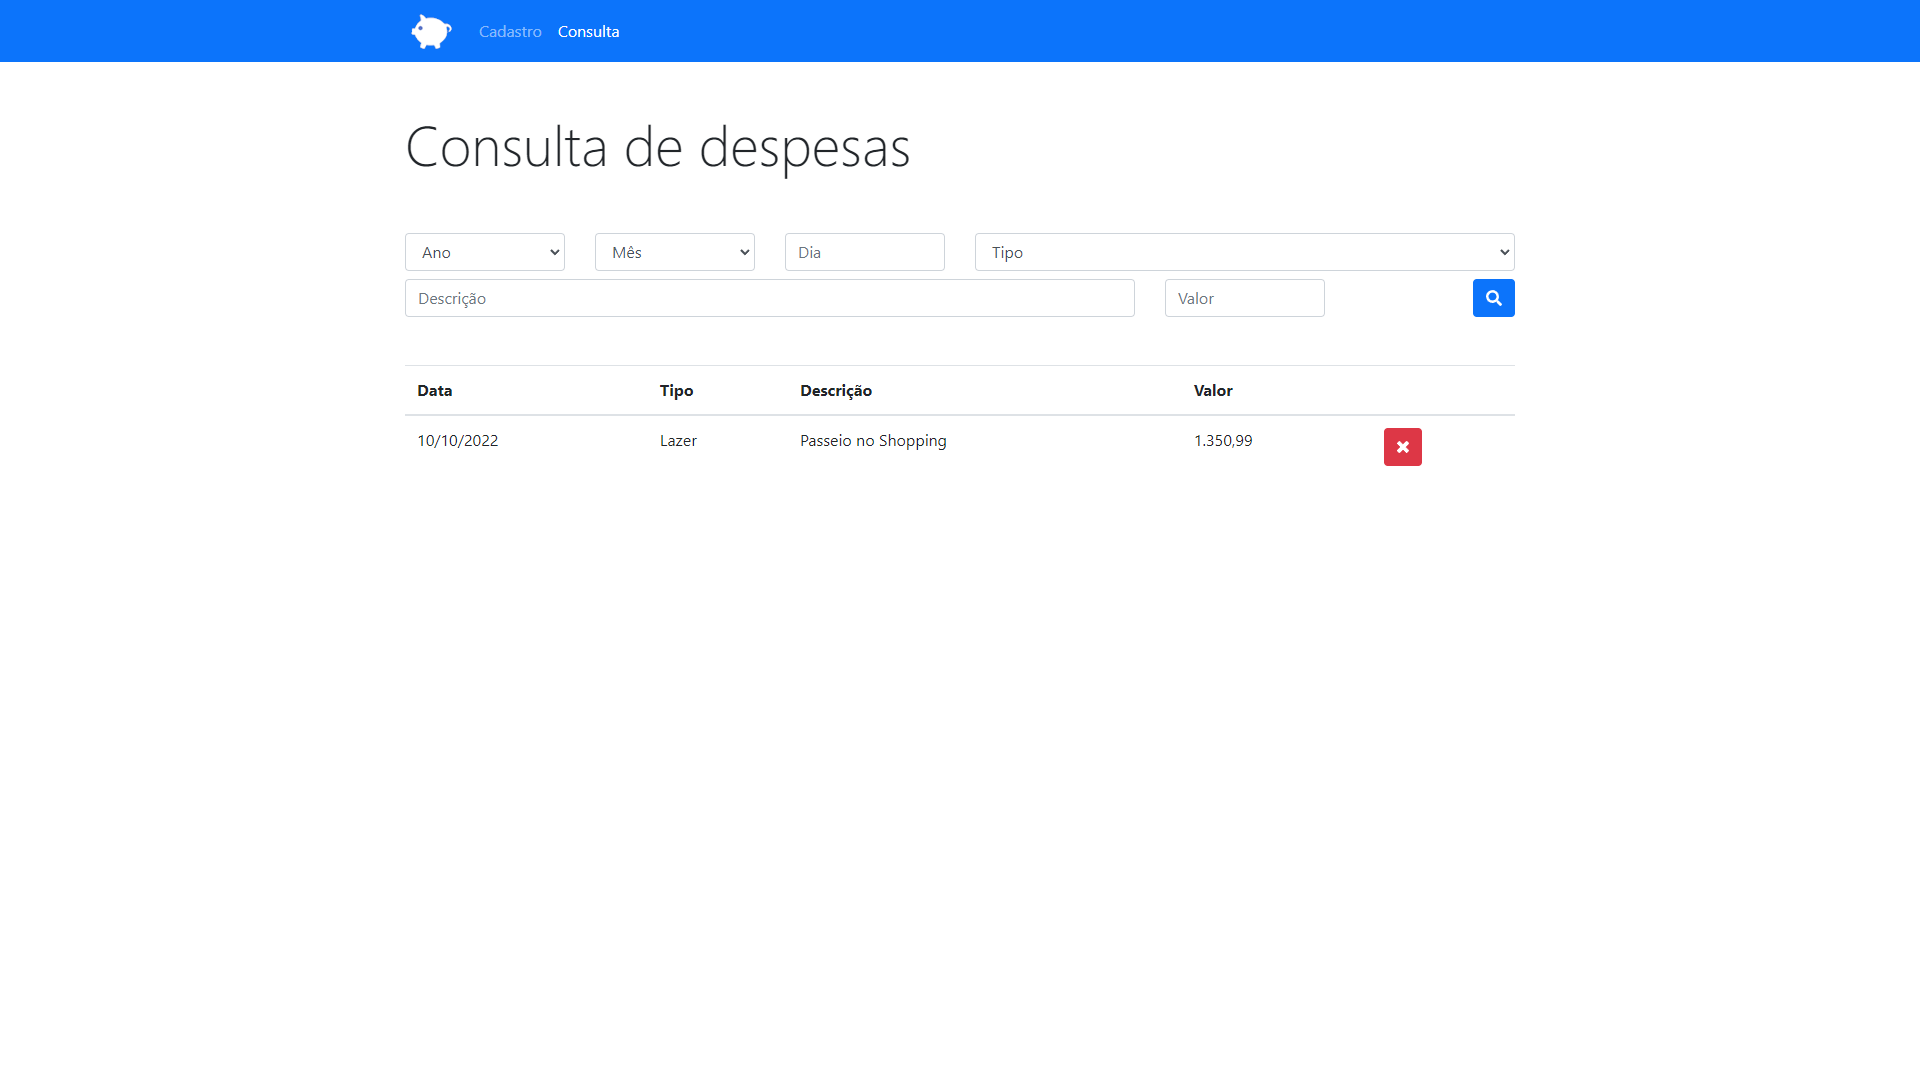 Cadastro Consulta
Consulta de despesas
Ano Mês Dia Tipo
Descrição Valor
Data Tipo Descrição Valor
10/10/2022 Lazer Passeio no Shopping 1.350,99